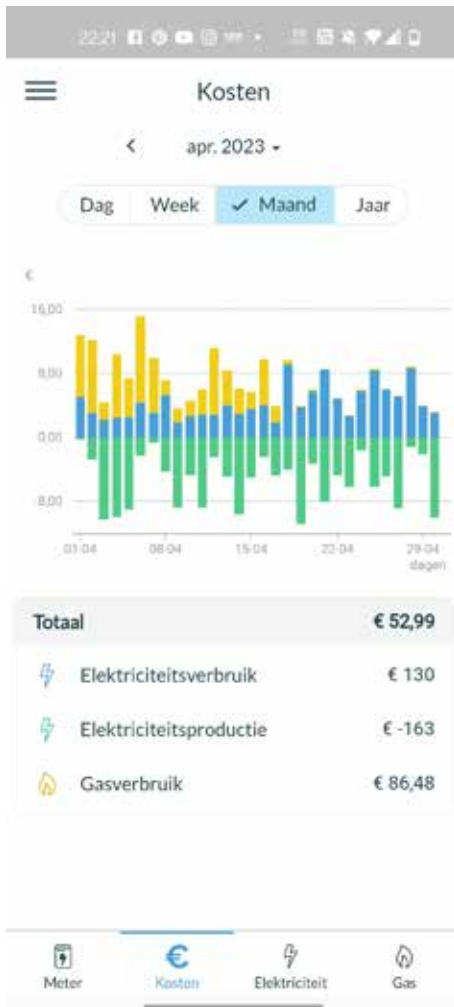 22:21
Kosten
apr. 2023
Dag Week Maand Jaar
€
16,00
8,00
0,00
8,00
01-04 08-04 15-04 22-04 29-04
dagen
Totaal € 52,99
Elektriciteitsverbruik € 130
Elektriciteitsproductie € -163
Gasverbruik € 86,48
Meter Kosten Elektriciteit Gas